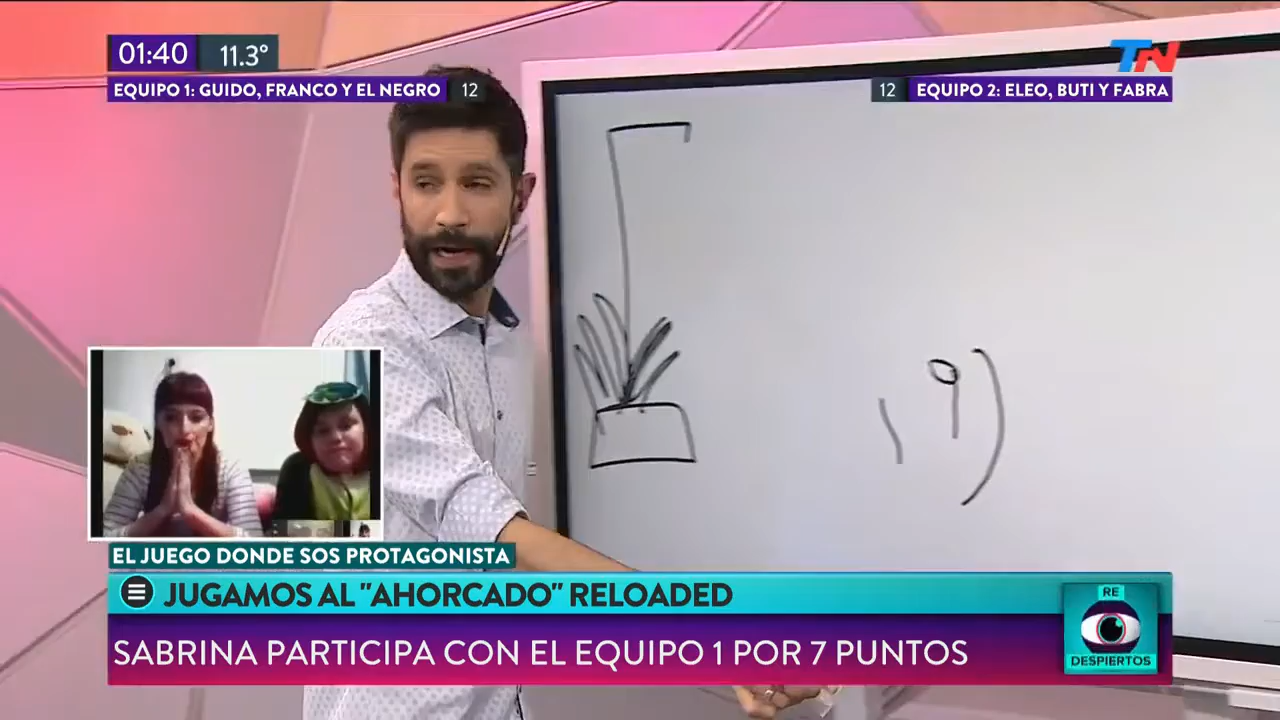 01:40 11.3°
TN
EQUIPO 1: GUIDO, FRANCO Y EL NEGRO 12
12 EQUIPO 2: ELEO, BUTI Y FABRA
EL JUEGO DONDE SOS PROTAGONISTA
JUGAMOS AL "AHORCADO" RELOADED
SABRINA PARTICIPA CON EL EQUIPO 1 POR 7 PUNTOS
RE
DESPIERTOS